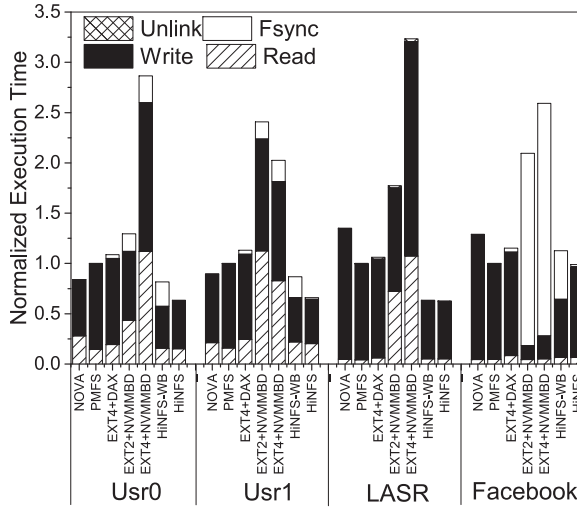 3.5
3.0
2.5
2.0
1.5
1.0
0.5
0.0
Normalized Execution Time
Unlink Fsync
Write Read
NOVA
PMFS
EXT4+DAX
EXT2+NVMMBD
EXT4+NVMMBD
HiNFS-WB
HiNFS
NOVA
PMFS
EXT4+DAX
EXT2+NVMMBD
EXT4+NVMMBD
HiNFS-WB
HiNFS
NOVA
PMFS
EXT4+DAX
EXT2+NVMMBD
EXT4+NVMMBD
HiNFS-WB
HiNFS
NOVA
PMFS
EXT4+DAX
EXT2+NVMMBD
EXT4+NVMMBD
HiNFS-WB
HiNFS
Usr0 Usr1 LASR Facebook